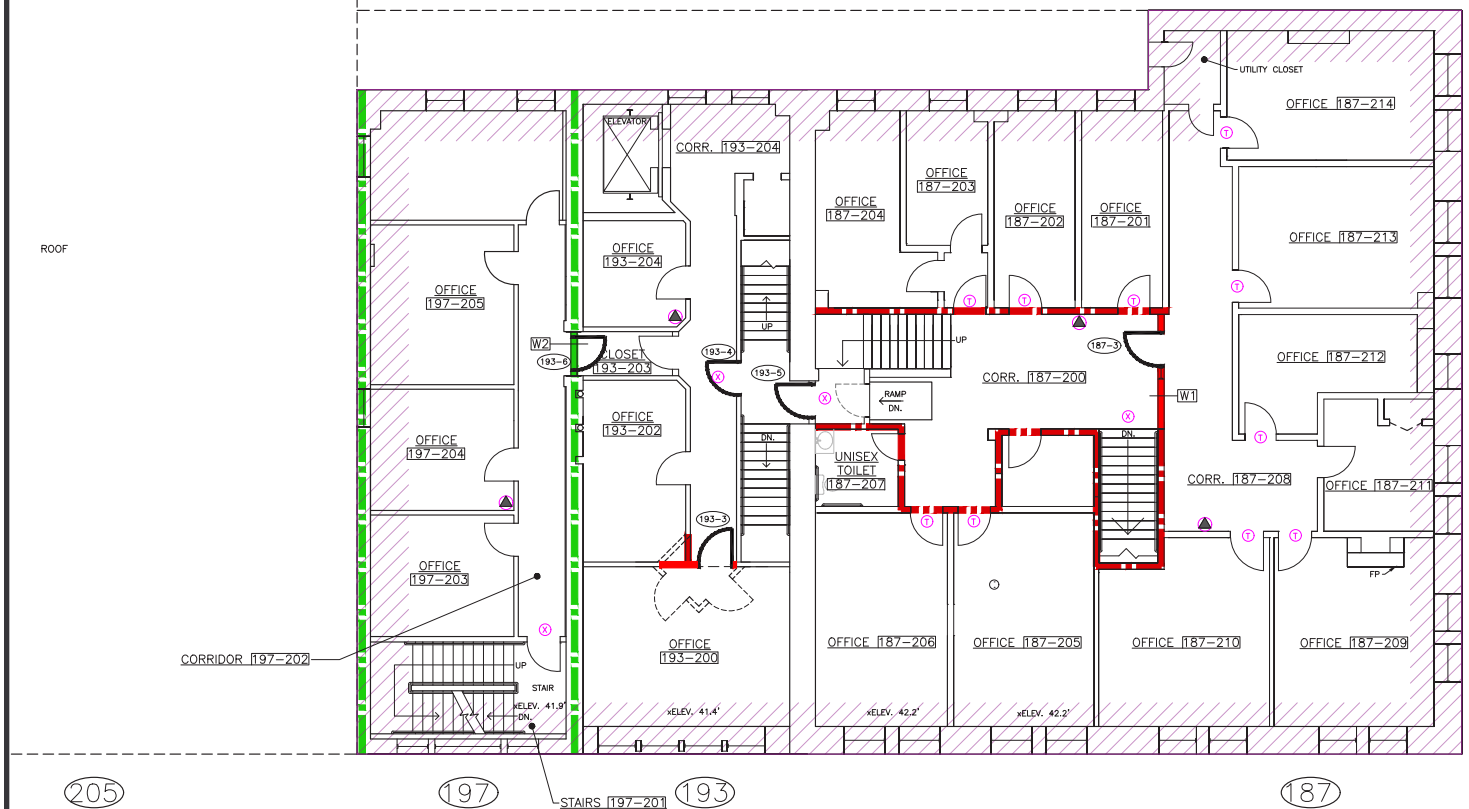 UTILITY CLOSET
OFFICE 187-214
ELEVATOR
CORR. 193-204
OFFICE
187-203
OFFICE
187-204
OFFICE
187-202
OFFICE
187-201
OFFICE 187-213
ROOF
OFFICE
193-204
OFFICE
197-205
UP
W2
193-6
CLOSET
193-203
193-4
193-5
UP
187-3
OFFICE 187-212
CORR. 187-200
X
X
RAMP
DN.
X
W1
OFFICE
193-202
OFFICE
197-204
DN.
DN.
UNISEX
TOILET
187-207
CORR. 187-208
OFFICE 187-211
193-3
T
T
T
T
T
T
T
T
T
T
OFFICE
197-203
FP
X
OFFICE
193-200
OFFICE 187-206
OFFICE 187-205
OFFICE 187-210
OFFICE 187-209
CORRIDOR 197-202
UP
STAIR
xELEV. 41.9'
DN.
xELEV. 41.4'
xELEV. 42.2'
xELEV. 42.2'
205
197
193
187
STAIRS 197-201